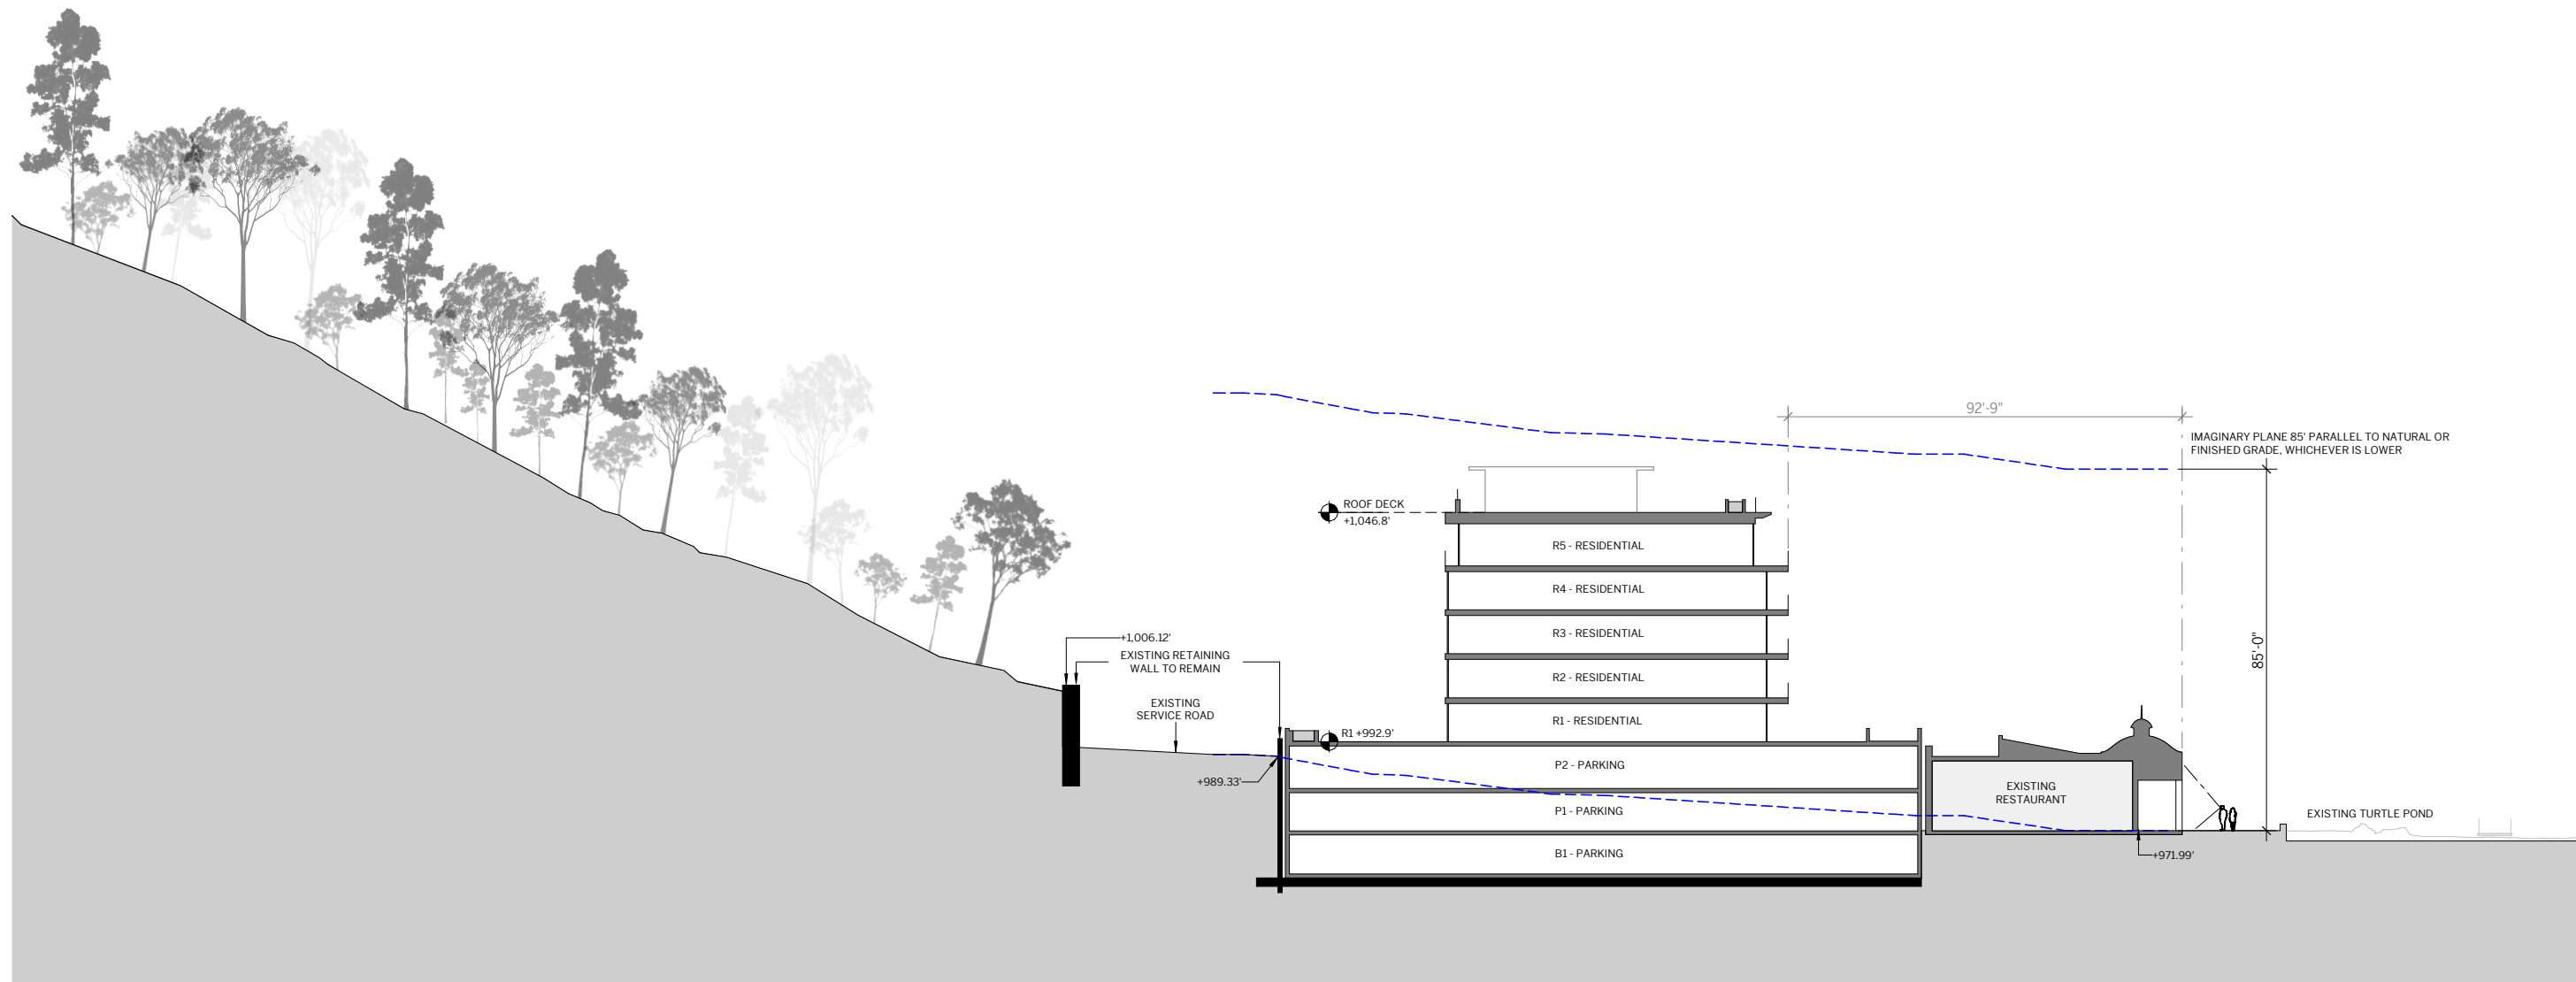 92'-9"
IMAGINARY PLANE 85' PARALLEL TO NATURAL OR
FINISHED GRADE, WHICHEVER IS LOWER
ROOF DECK
+1,046.8'
R5 - RESIDENTIAL
R4 - RESIDENTIAL
R3 - RESIDENTIAL
R2 - RESIDENTIAL
R1 - RESIDENTIAL
+1,006.12'
EXISTING RETAINING
WALL TO REMAIN
EXISTING
SERVICE ROAD
R1 +992.9'
+989.33'
P2 - PARKING
P1 - PARKING
B1 - PARKING
EXISTING
RESTAURANT
+971.99'
85'-0"
EXISTING TURTLE POND